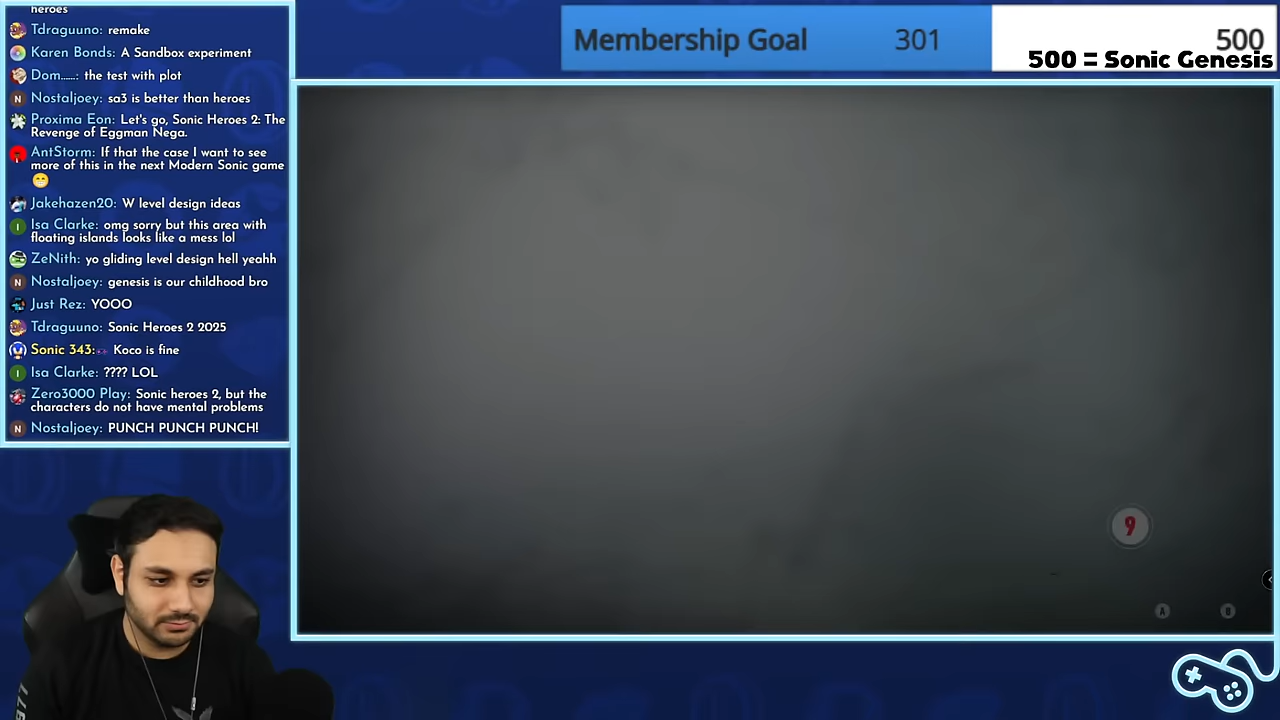 heroes
Tdraguuno: remake
Karen Bonds: A Sandbox experiment
Dom......: the test with plot
Nostaljoey: sa3 is better than heroes
Proxima Eon: Let's go, Sonic Heroes 2: The
Revenge of Eggman Nega.
AntStorm: If that the case I want to see
more of this in the next Modern Sonic game
😁
Jakehazen20: W level design ideas
Isa Clarke: omg sorry but this area with
floating islands looks like a mess lol
ZeNith: yo gliding level design hell yeahh
Nostaljoey: genesis is our childhood bro
Just Rez: YOOO
Tdraguuno: Sonic Heroes 2 2025
Sonic 343: Koco is fine
Isa Clarke: ???? LOL
Zero3000 Play: Sonic heroes 2, but the
characters do not have mental problems
Nostaljoey: PUNCH PUNCH PUNCH!
Membership Goal 301 500
500 = Sonic Genesis
9
A B